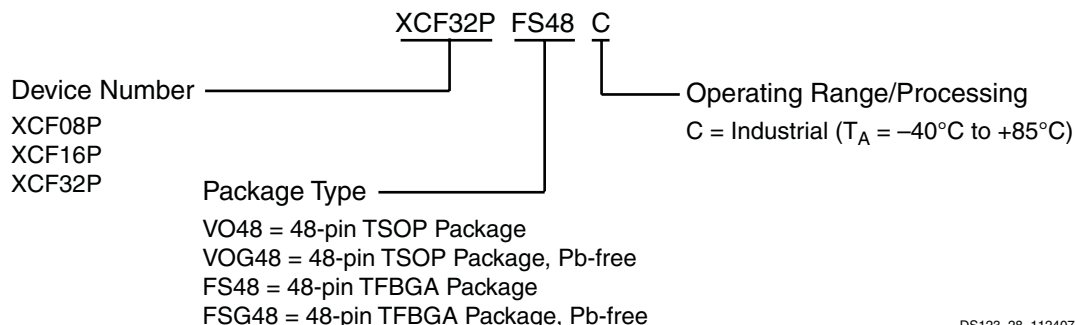 XCF32P FS48 C
Device Number
XCF08P
XCF16P
XCF32P
Operating Range/Processing
C = Industrial (TA = –40°C to +85°C)
Package Type
VO48 = 48-pin TSOP Package
VOG48 = 48-pin TSOP Package, Pb-free
FS48 = 48-pin TFBGA Package
FSG48 = 48-pin TFBGA Package, Pb-free
DS123_28_112407